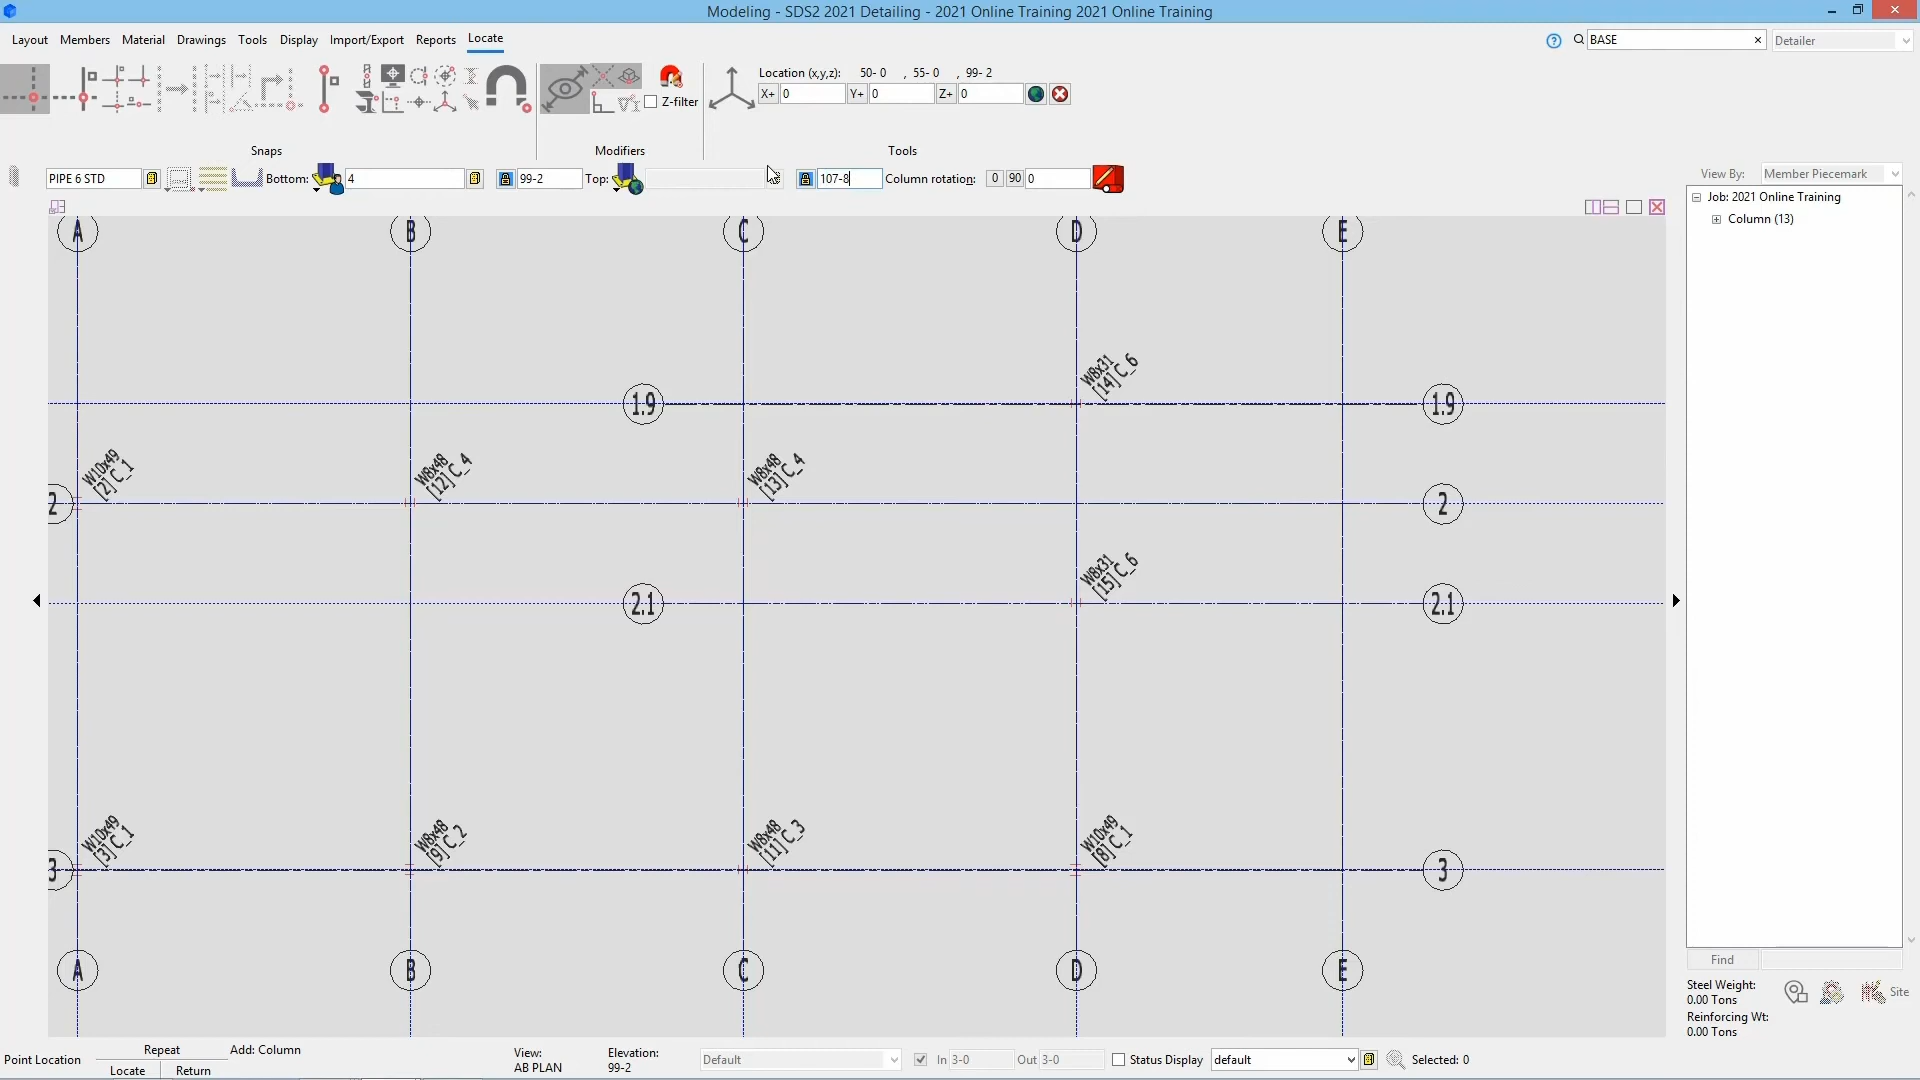 Modeling - SDS2 2021 Detailing - 2021 Online Training 2021 Online Training
Layout Members Material Drawings Tools Display Import/Export Reports Locate
BASE
Detailer
Location (x,y,z): 50- 0 , 55- 0 , 99- 2
X+ 0 Y+ 0 Z+ 0
Z-filter
Snaps Modifiers Tools
PIPE 6 STD Bottom: 4 99-2 Top: 107-8 Column rotation: 0 90 0
View By: Member Piecemark
Job: 2021 Online Training
Column (13)
A B C D E
W8x31
[14] C_6
1.9 1.9
W10x49
[2] C_1
W8x48
[12] C_4
W8x48
[13] C_4
2 2
W8x31
[15] C_6
2.1 2.1
W10x49
[3] C_1
W8x48
[9] C_2
W8x48
[11] C_3
W10x49
[8] C_1
3 3
A B C D E
Find
Steel Weight:
0.00 Tons
Site
Reinforcing Wt:
0.00 Tons
Point Location
Repeat
Add: Column
Locate
Return
View:
AB PLAN
Elevation:
99-2
Default
In 3-0 Out 3-0
Status Display
default
Selected: 0